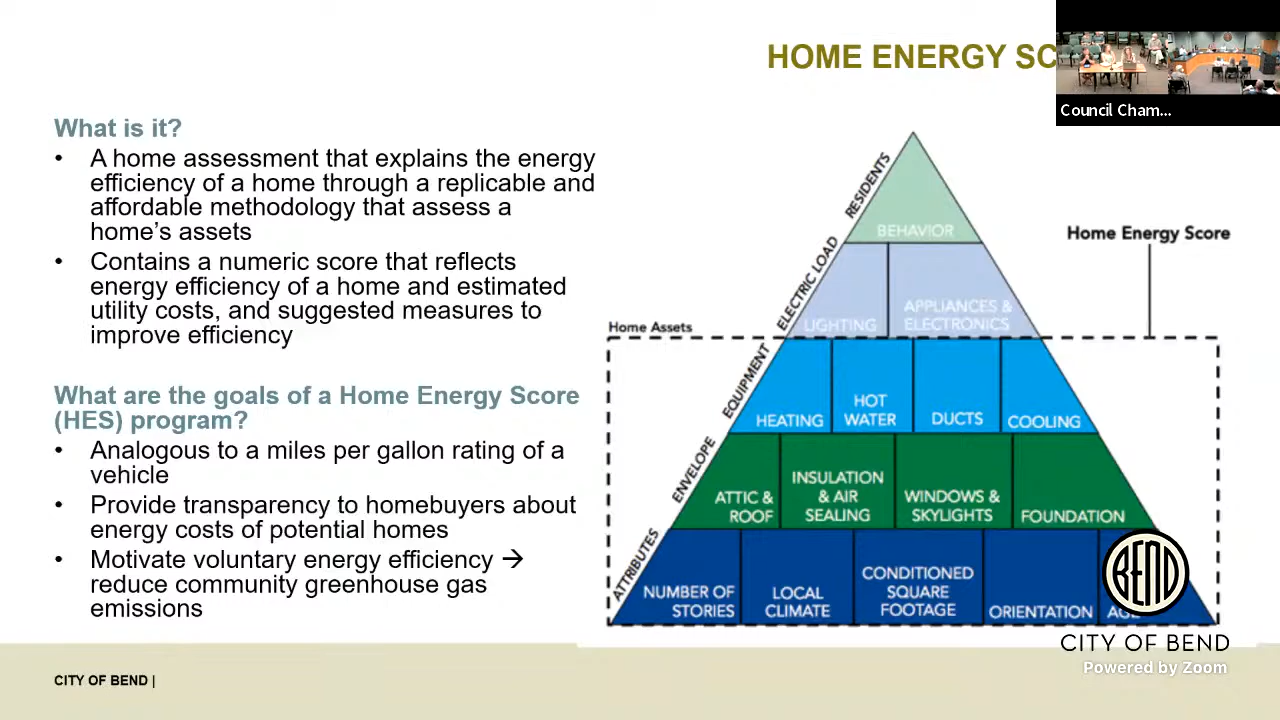 HOME ENERGY SC
Council Cham...
What is it?
• A home assessment that explains the energy
efficiency of a home through a replicable and
affordable methodology that assess a
home's assets
• Contains a numeric score that reflects
energy efficiency of a home and estimated
utility costs, and suggested measures to
improve efficiency
What are the goals of a Home Energy Score
(HES) program?
• Analogous to a miles per gallon rating of a
vehicle
• Provide transparency to homebuyers about
energy costs of potential homes
• Motivate voluntary energy efficiency →
reduce community greenhouse gas
emissions
RESIDENTS
BEHAVIOR
Home Energy Score
ELECTRIC LOAD
LIGHTING
APPLIANCES &
ELECTRONICS
Home Assets
EQUIPMENT
HEATING
HOT
WATER
DUCTS
COOLING
ENVELOPE
ATTIC &
ROOF
INSULATION
& AIR
SEALING
WINDOWS &
SKYLIGHTS
FOUNDATION
ATTRIBUTES
NUMBER OF
STORIES
LOCAL
CLIMATE
CONDITIONED
SQUARE
FOOTAGE
ORIENTATION
AGE
BEND
CITY OF BEND
Powered by Zoom
CITY OF BEND |